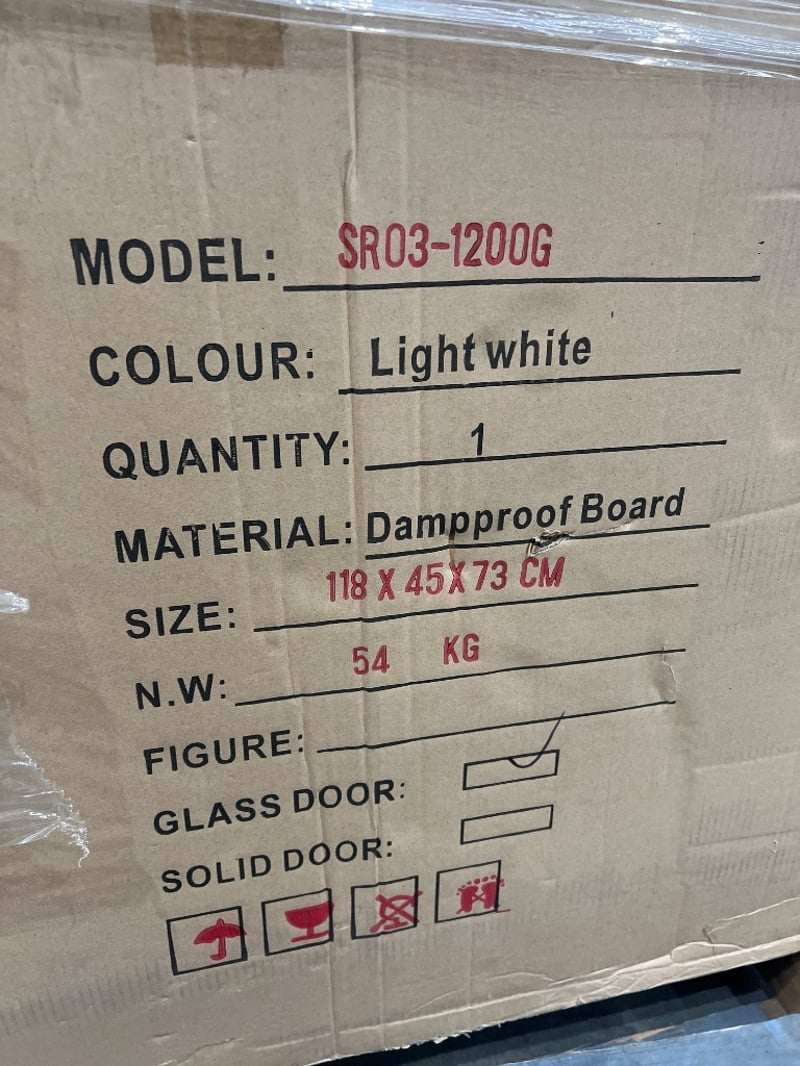 MODEL: SR03-1200G
COLOUR: Light white
QUANTITY: 1
MATERIAL: Dampproof Board
SIZE: 118 X 45 X 73 CM
N.W: 54 KG
FIGURE:
GLASS DOOR:
SOLID DOOR: